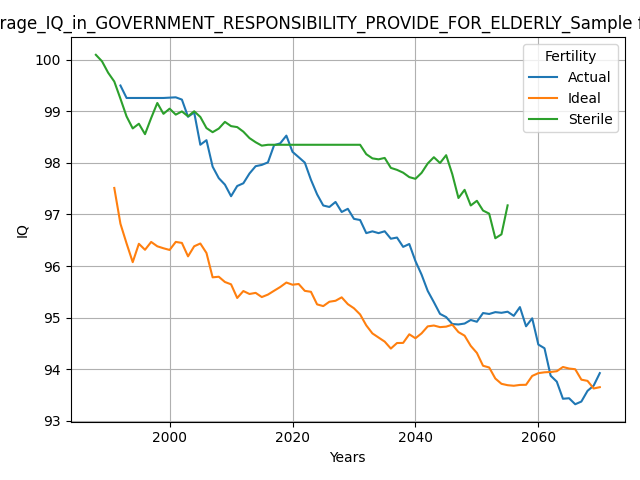 rage_IQ_in_GOVERNMENT_RESPONSIBILITY_PROVIDE_FOR_ELDERLY_Sample
Fertility
Actual
Ideal
Sterile
100
99
98
97
96
95
94
93
IQ
2000
2020
2040
2060
Years